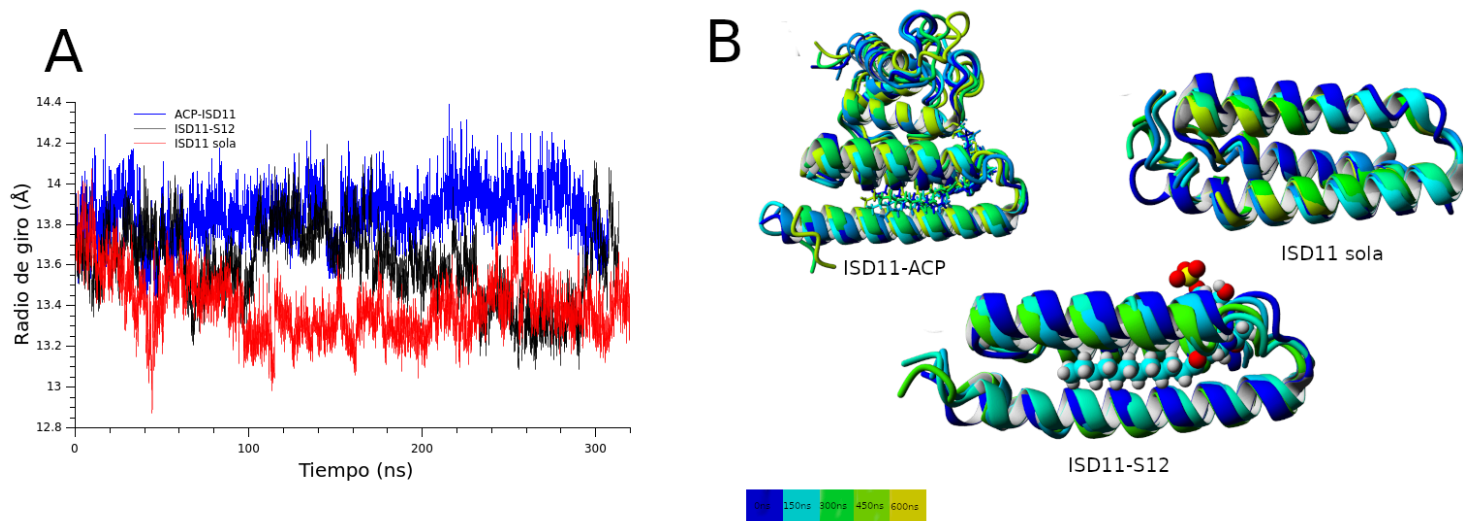 A
B
14.4
14.2
14
13.8
13.6
13.4
13.2
13
12.8
Radio de giro (Å)
ACP-ISD11
ISD11-S12
ISD11 sola
0
100
200
300
Tiempo (ns)
ISD11-ACP
ISD11 sola
ISD11-S12
0ns 150ns 300ns 450ns 600ns